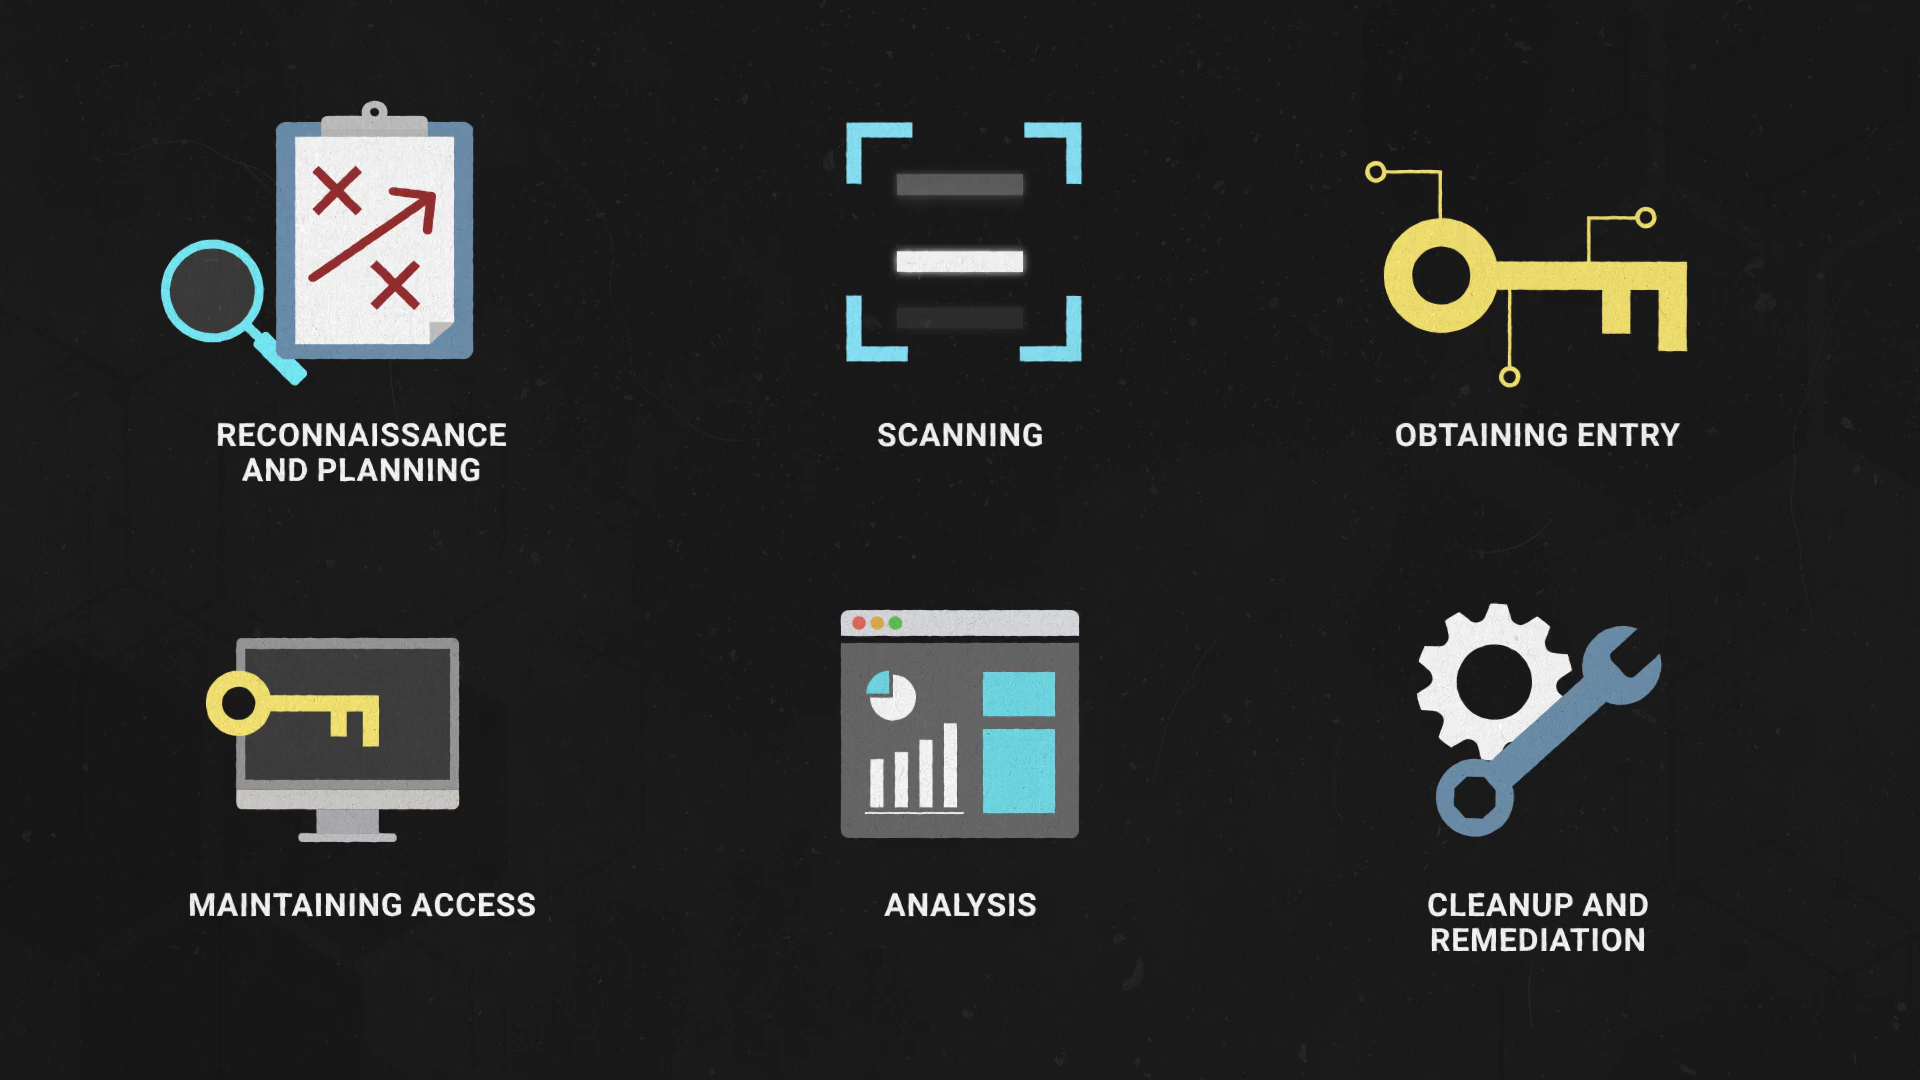 RECONNAISSANCE
AND PLANNING
SCANNING
OBTAINING ENTRY
MAINTAINING ACCESS
ANALYSIS
CLEANUP AND
REMEDIATION